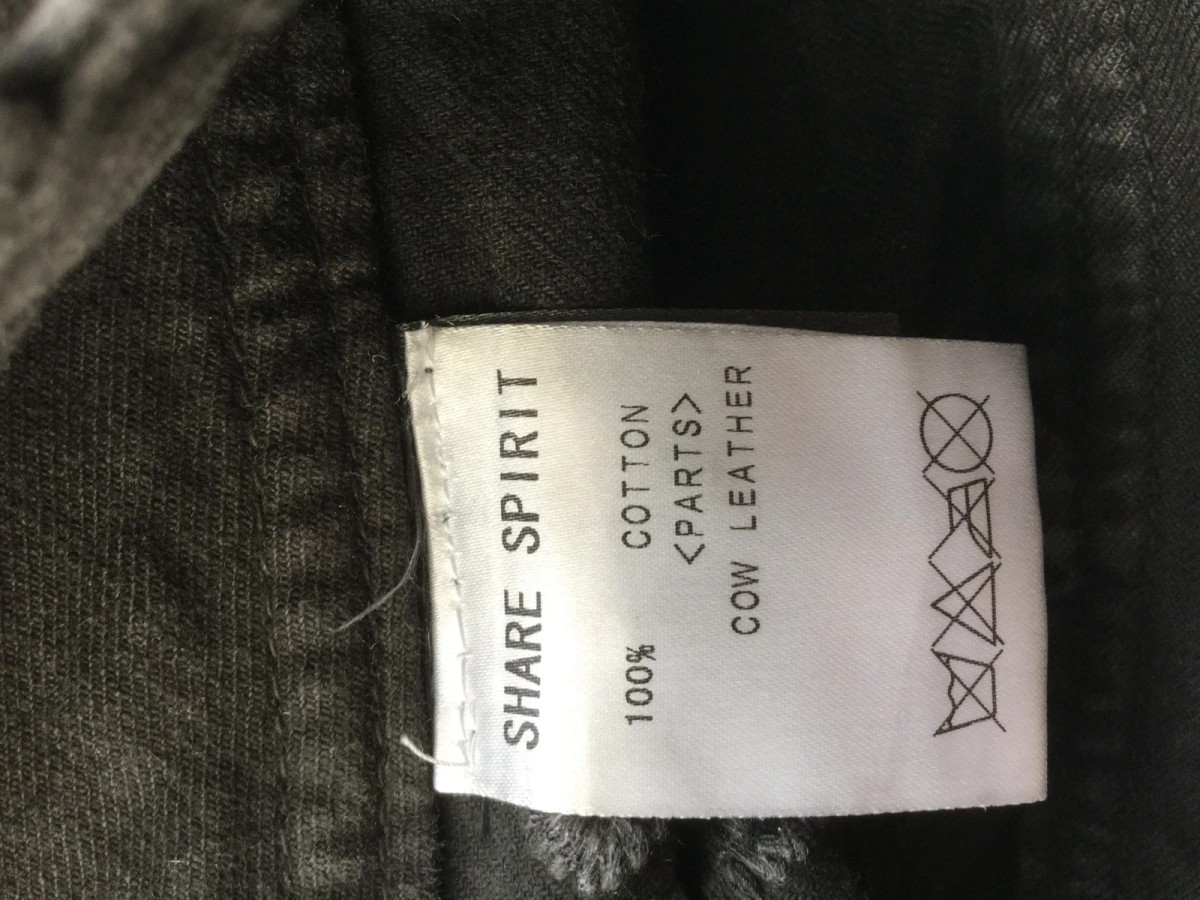 SHARE SPIRIT
100% COTTON
<PARTS>
COW LEATHER